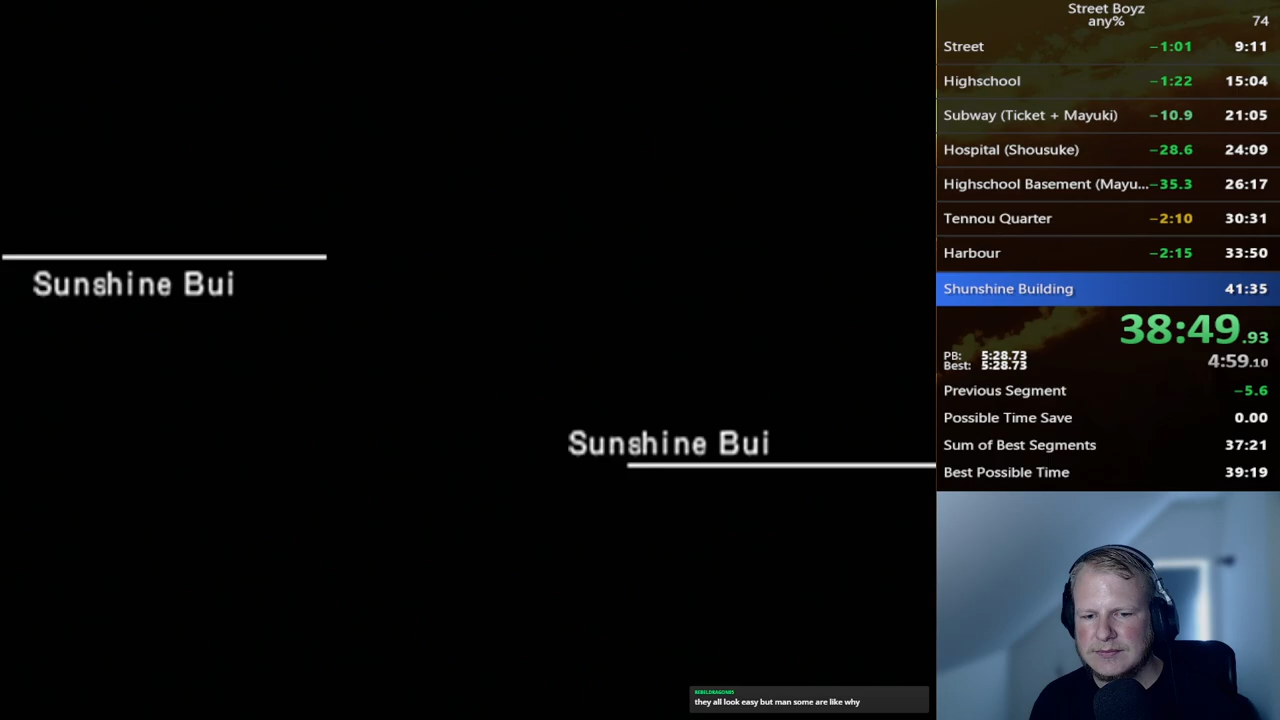 Sunshine Bui
Sunshine Bui
Street Boyz
any% 74
Street −1:01 9:11
Highschool −1:22 15:04
Subway (Ticket + Mayuki) −10.9 21:05
Hospital (Shousuke) −28.6 24:09
Highschool Basement (Mayu... −35.3 26:17
Tennou Quarter −2:10 30:31
Harbour −2:15 33:50
Shunshine Building 41:35
38:49.93
PB: 5:28.73
Best: 5:28.73
4:59.10
Previous Segment −5.6
Possible Time Save 0.00
Sum of Best Segments 37:21
Best Possible Time 39:19
REBELDRAGON95
they all look easy but man some are like why